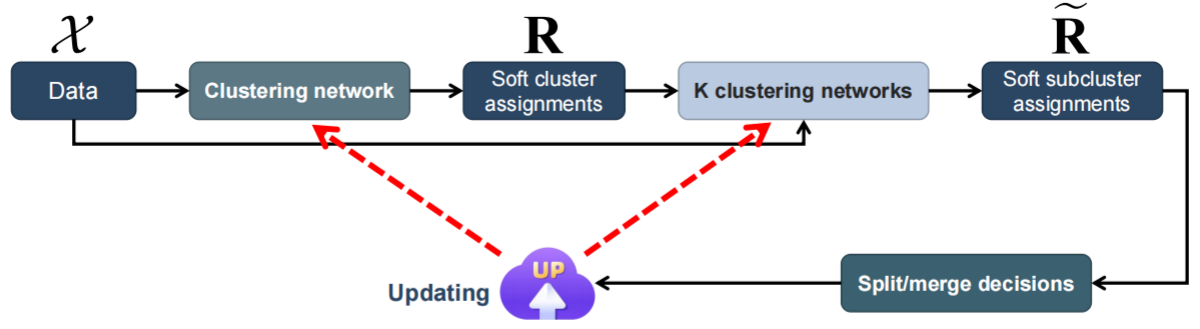 𝒳
R
R̃
Data
Clustering network
Soft cluster
assignments
K clustering networks
Soft subcluster
assignments
UP
Updating
Split/merge decisions